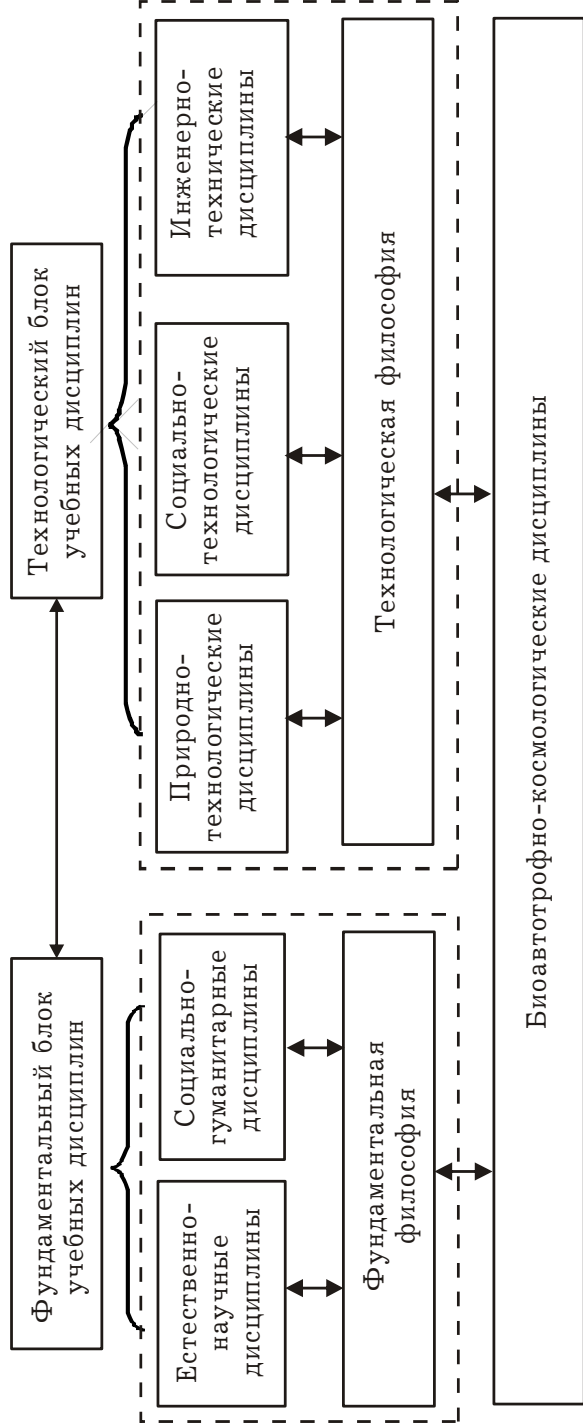 Фундаментальный блок
учебных дисциплин
Технологический блок
учебных дисциплин
Естественно-
научные
дисциплины
Социально-
гуманитарные
дисциплины
Природно-
технологические
дисциплины
Социально-
технологические
дисциплины
Инженерно-
технические
дисциплины
Фундаментальная
философия
Технологическая философия
Биоавтотрофно-космологические дисциплины